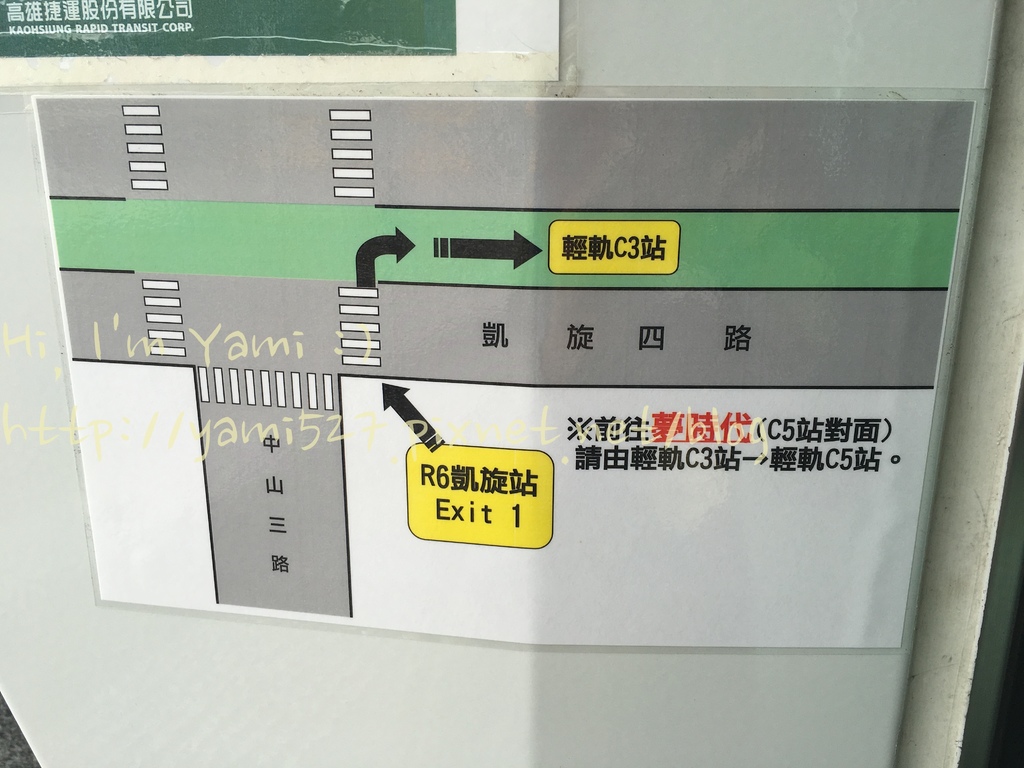 高雄捷運股份有限公司
KAOHSIUNG RAPID TRANSIT CORP.
輕軌C3站
凱旋四路
Hi, I'm Yami :)
http://yami527.pixnet.net/blog
※前往夢時代(C5站對面)
請由輕軌C3站→輕軌C5站。
中山三路
R6凱旋站
Exit 1